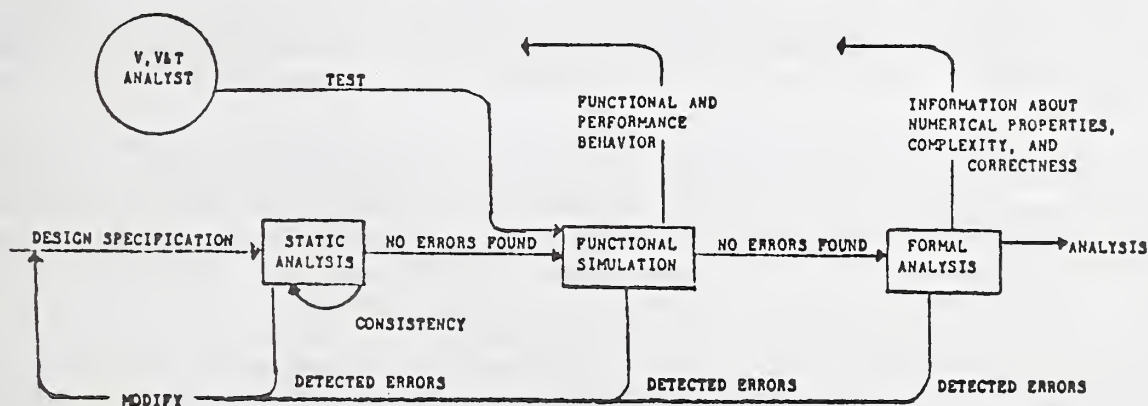 V, V&T
ANALYST
TEST
FUNCTIONAL AND
PERFORMANCE
BEHAVIOR
INFORMATION ABOUT
NUMERICAL PROPERTIES,
COMPLEXITY, AND
CORRECTNESS
DESIGN SPECIFICATION
STATIC
ANALYSIS
NO ERRORS FOUND
FUNCTIONAL
SIMULATION
NO ERRORS FOUND
FORMAL
ANALYSIS
ANALYSIS
CONSISTENCY
MODIFY
DETECTED ERRORS
DETECTED ERRORS
DETECTED ERRORS